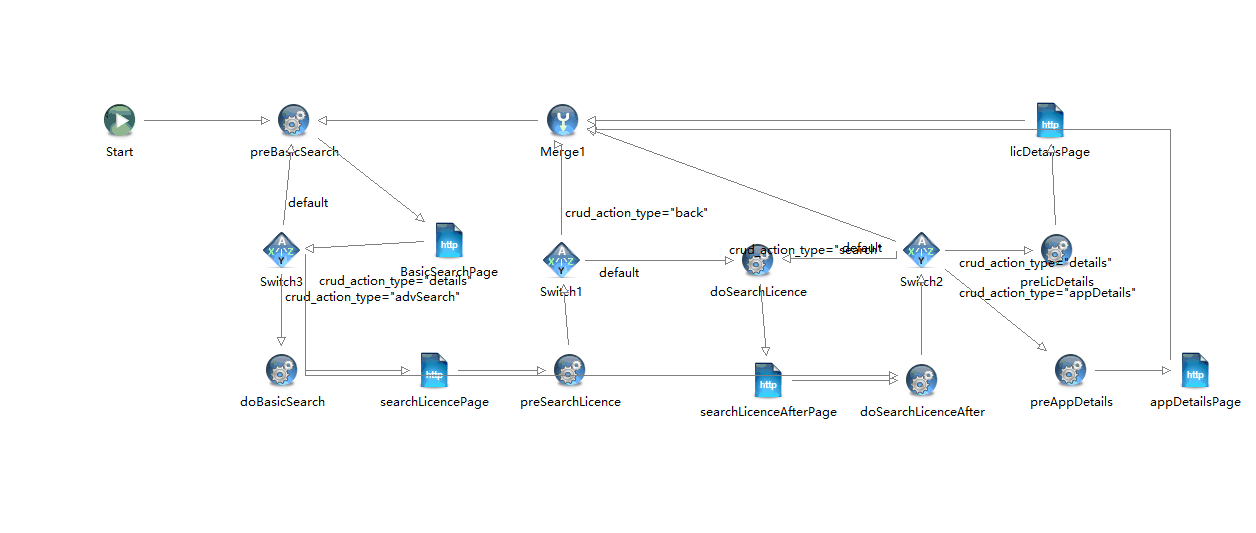 http
Start
preBasicSearch
Merge1
licDetailsPage
default
crud_action_type="back"
A
X Z
Y
http
A
X Z
Y
crud_action_type="search"
default
A
X Z
Y
crud_action_type="details"
BasicSearchPage
default
Switch3
crud_action_type="details"
Switch1
doSearchLicence
Switch2
preLicDetails
crud_action_type="advSearch"
crud_action_type="appDetails"
http
http
http
doBasicSearch
searchLicencePage
preSearchLicence
searchLicenceAfterPage
doSearchLicenceAfter
preAppDetails
appDetailsPage